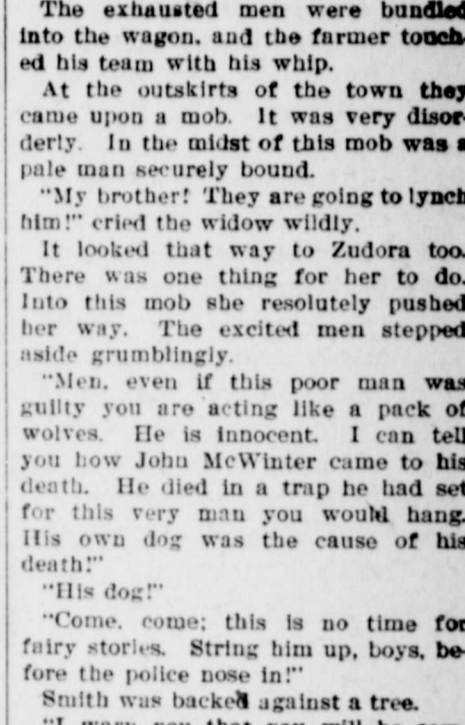 The exhausted men were bundled
into the wagon, and the farmer touch-
ed his team with his whip.
At the outskirts of the town they
came upon a mob. It was very disor-
derly. In the midst of this mob was a
pale man securely bound.
"My brother! They are going to lynch
him!" cried the widow wildly.
It looked that way to Zudora too.
There was one thing for her to do.
Into this mob she resolutely pushed
her way. The excited men stepped
aside grumblingly.
"Men, even if this poor man was
guilty you are acting like a pack of
wolves. He is innocent. I can tell
you how John McWinter came to his
death. He died in a trap he had set
for this very man you would hang.
His own dog was the cause of his
death!"
"His dog!"
"Come, come; this is no time for
fairy stories. String him up, boys, be-
fore the police nose in!"
Smith was backed against a tree.